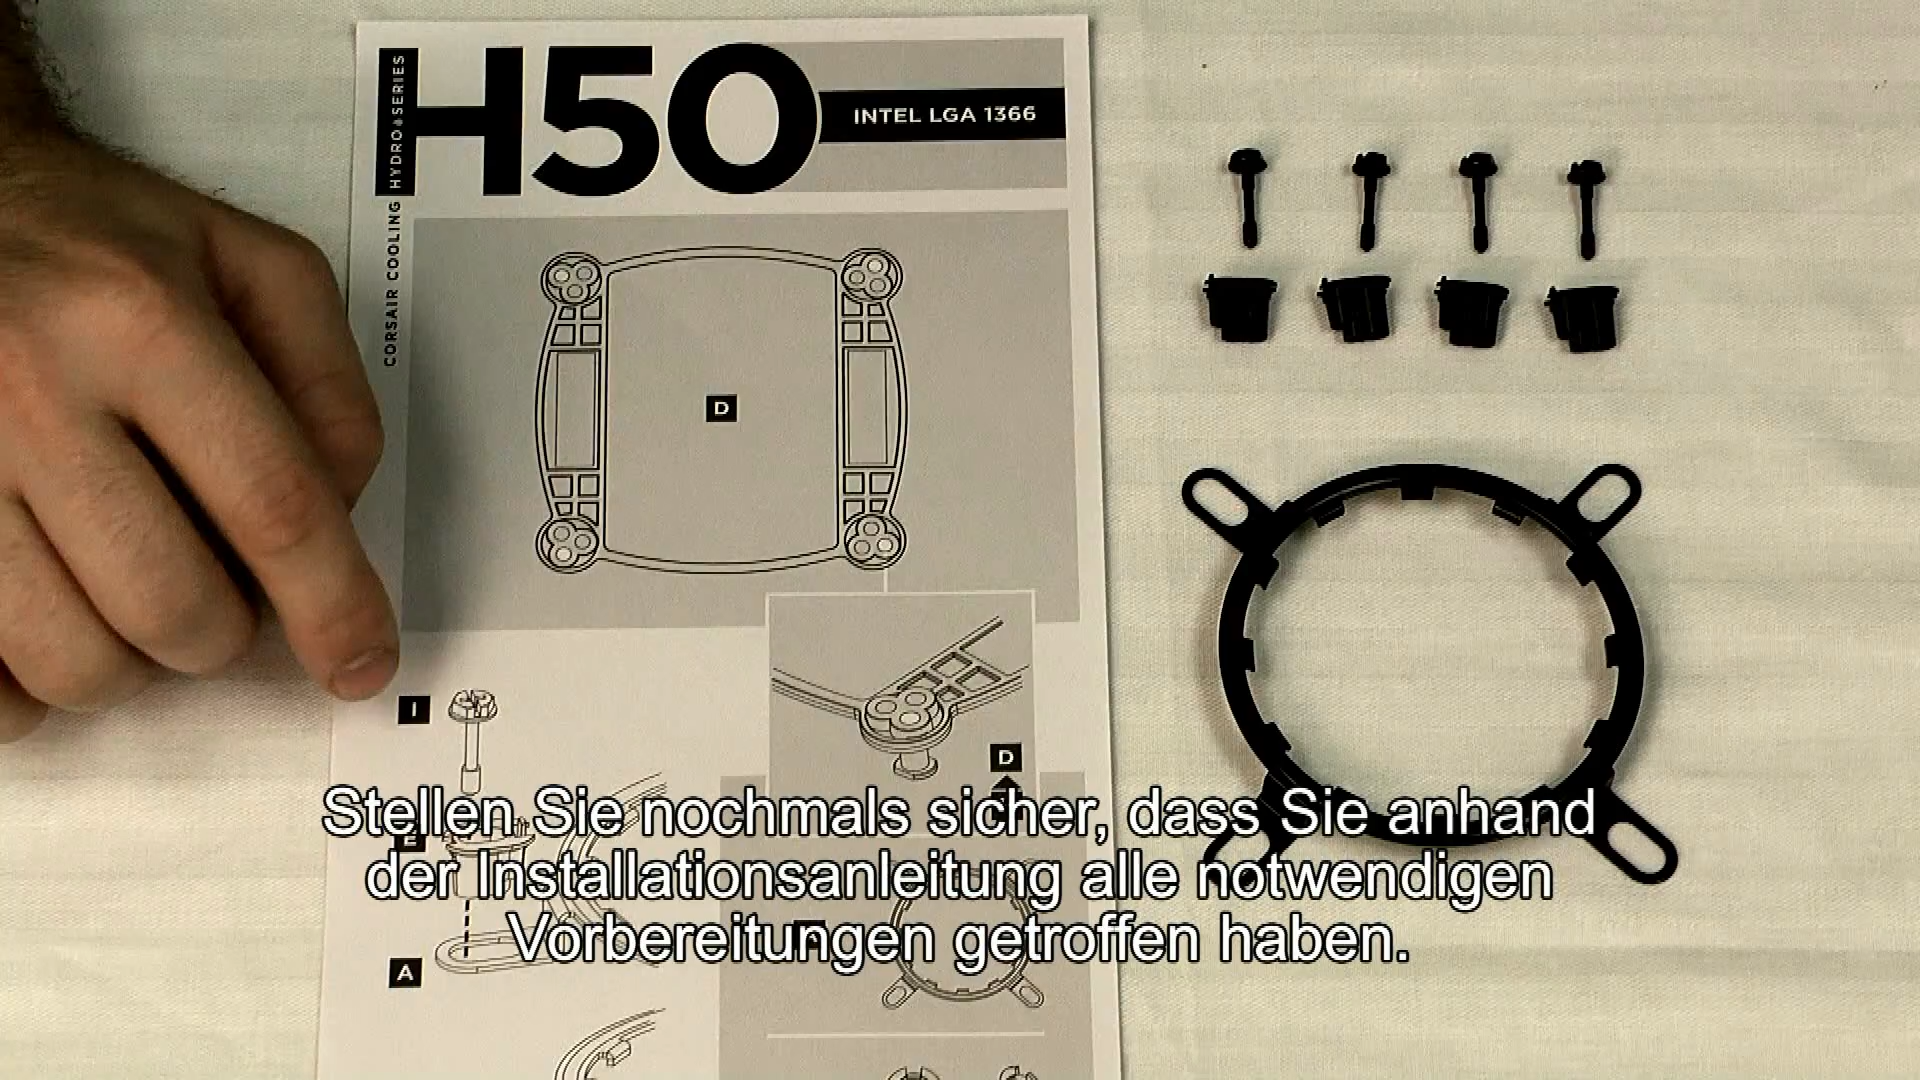 CORSAIR COOLING HYDRO SERIES
H50
INTEL LGA 1366
D
I
D
E
A
Stellen Sie nochmals sicher, dass Sie anhand
der Installationsanleitung alle notwendigen
Vorbereitungen getroffen haben.